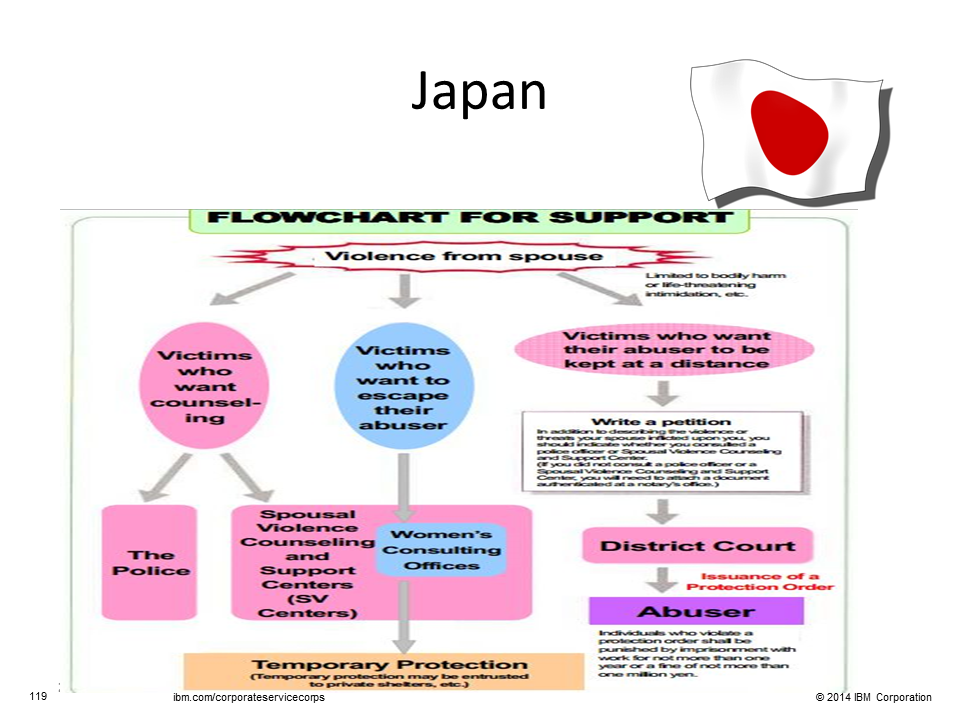 Japan
FLOWCHART FOR SUPPORT
Violence from spouse
Limited to bodily harm
or life-threatening
intimidation, etc.
Victims
who
want
counsel-
ing
Victims
who
want to
escape
their
abuser
Victims who want
their abuser to be
kept at a distance
Write a petition
In addition to describing the violence or
threats your spouse inflicted upon you, you
should indicate whether you consulted a
police officer or Spousal Violence Counseling
and Support Center.
(If you did not consult a police officer or a
Spousal Violence Counseling and Support
Center, you will need to attach a document
authenticated at a notary's office.)
The
Police
Spousal
Violence
Counseling
and
Support
Centers
(SV
Centers)
Women's
Consulting
Offices
District Court
Issuance of a
Protection Order
Abuser
Individuals who violate a
protection order shall be
punished by imprisonment with
work for not more than one
year or a fine of not more than
one million yen.
Temporary Protection
(Temporary protection may be entrusted
to private shelters, etc.)
119
ibm.com/corporateservicecorps
© 2014 IBM Corporation